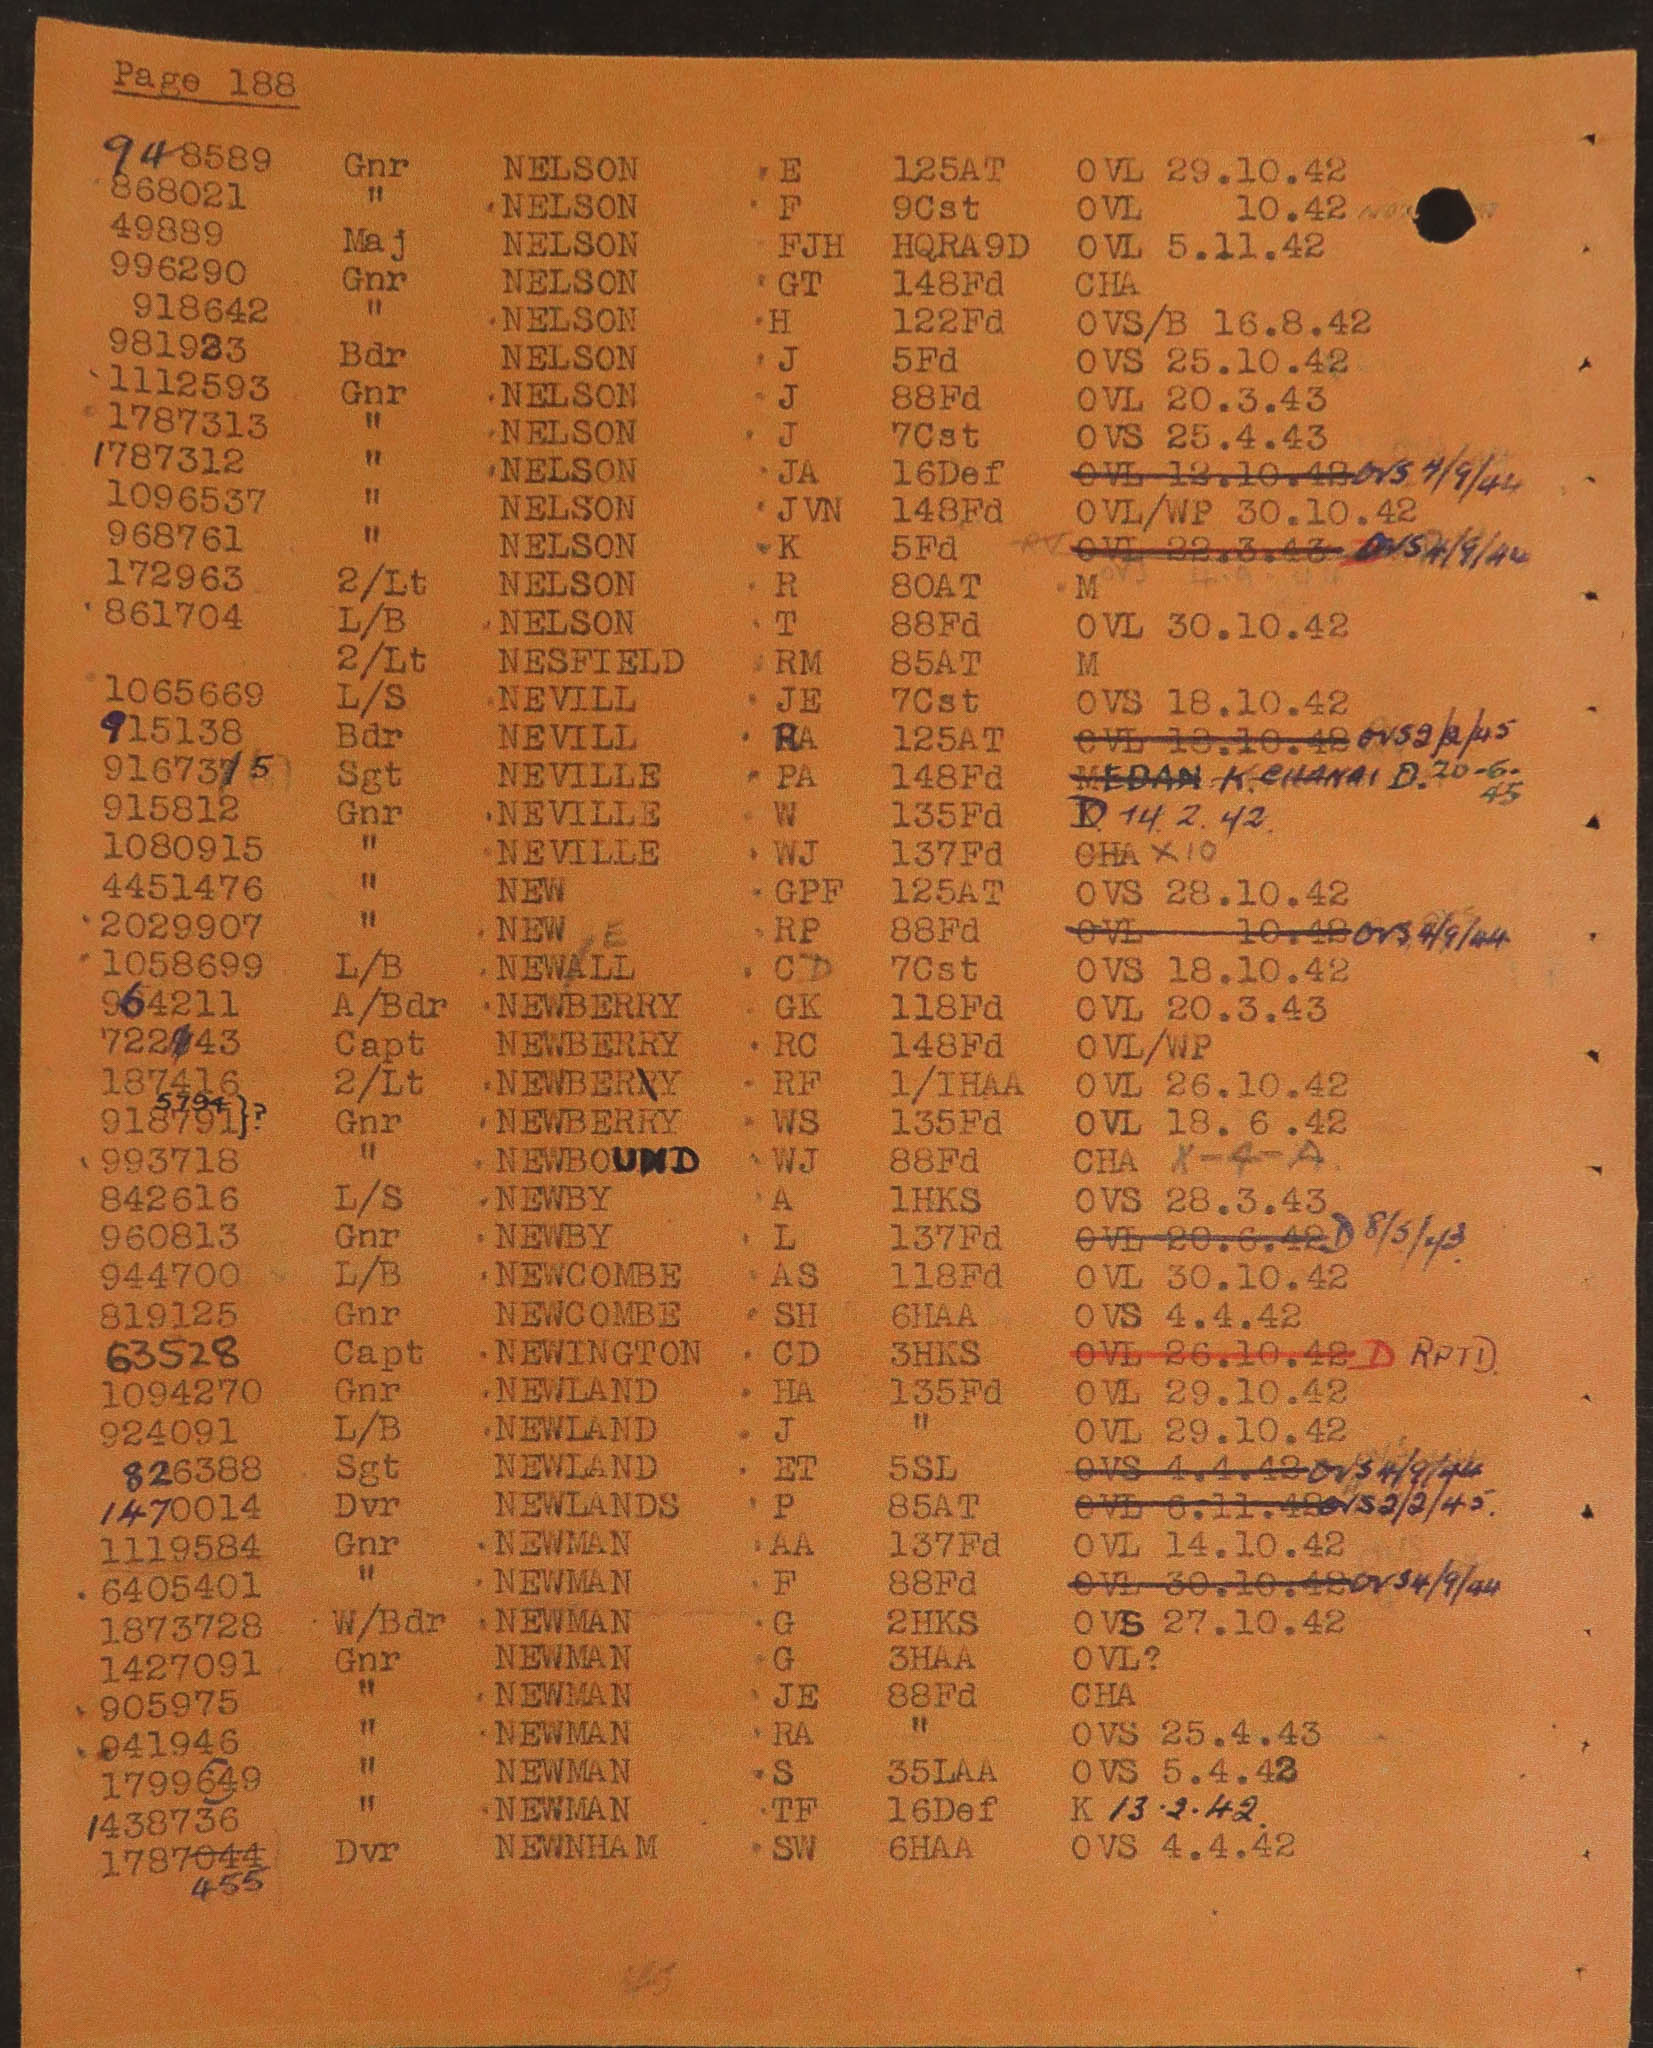 Page 188
948589 Gnr NELSON E 125AT OVL 29.10.42
868021 " NELSON F 9Cst OVL 10.42
49889 Maj NELSON FJH HQRA9D OVL 5.11.42
996290 Gnr NELSON GT 148Fd CHA
918642 " NELSON H 122Fd OVS/B 16.8.42
981923 Bdr NELSON J 5Fd OVS 25.10.42
1112593 Gnr NELSON J 88Fd OVL 20.3.43
1787313 " NELSON J 7Cst OVS 25.4.43
1787312 " NELSON JA 16Def OVL 12.10.42 OVS 4/9/44
1096537 " NELSON JVN 148Fd OVL/WP 30.10.42
968761 " NELSON K 5Fd OVL 22.3.43 OVS 4/9/44
172963 2/Lt NELSON R 80AT M
861704 L/B NELSON T 88Fd OVL 30.10.42
2/Lt NESFIELD RM 85AT M
1065669 L/S NEVILL JE 7Cst OVS 18.10.42
915138 Bdr NEVILL RA 125AT OVL 18.10.42 OVS 2/2/45
916737/5 Sgt NEVILLE PA 148Fd MEDAN K. CHANAI D. 20-6-45
915812 Gnr NEVILLE W 135Fd D 14.2.42.
1080915 " NEVILLE WJ 137Fd CHA X10
4451476 " NEW GPF 125AT OVS 28.10.42
2029907 " NEW RP 88Fd OVL 10.42 OVS 4/9/44
E
1058699 L/B NEWALL CD 7Cst OVS 18.10.42
964211 A/Bdr NEWBERRY GK 118Fd OVL 20.3.43
722143 Capt NEWBERRY RC 148Fd OVL/WP
187416 2/Lt NEWBERRY RF 1/IHAA OVL 26.10.42
5794
918791}? Gnr NEWBERRY WS 135Fd OVL 18. 6 .42
993718 " NEWBOUND WJ 88Fd CHA X-4-A.
842616 L/S NEWBY A 1HKS OVS 28.3.43
960813 Gnr NEWBY L 137Fd OVL 20.6.42 D 8/5/43.
944700 L/B NEWCOMBE AS 118Fd OVL 30.10.42
819125 Gnr NEWCOMBE SH 6HAA OVS 4.4.42
63528 Capt NEWINGTON CD 3HKS OVL 26.10.42 D RPTD.
1094270 Gnr NEWLAND HA 135Fd OVL 29.10.42
924091 L/B NEWLAND J " OVL 29.10.42
826388 Sgt NEWLAND ET 5SL OVS 4.4.42 OVS 4/9/44
1470014 Dvr NEWLANDS P 85AT OVL 6.11.42 OVS 2/2/45.
1119584 Gnr NEWMAN AA 137Fd OVL 14.10.42
6405401 " NEWMAN F 88Fd OVL 30.10.42 OVS 4/9/44
1873728 W/Bdr NEWMAN G 2HKS OVS 27.10.42
1427091 Gnr NEWMAN G 3HAA OVL?
905975 " NEWMAN JE 88Fd CHA
941946 " NEWMAN RA " OVS 25.4.43
1799649 " NEWMAN S 35LAA OVS 5.4.42
1438736 " NEWMAN TF 16Def K 13.2.42.
1787044 Dvr NEWNHAM SW 6HAA OVS 4.4.42
455